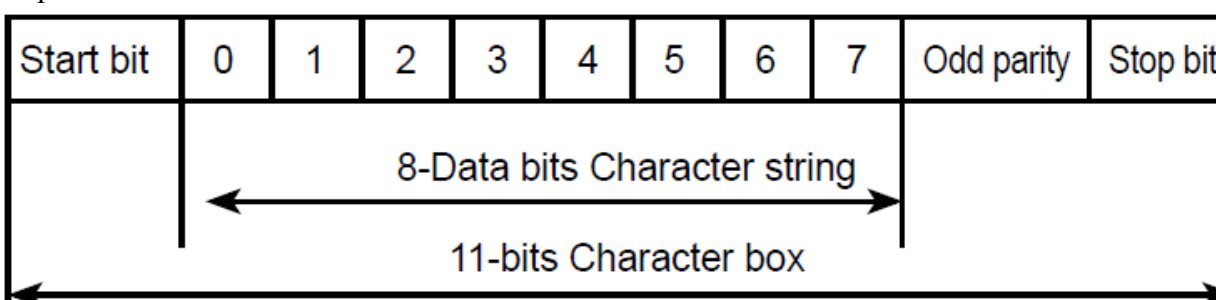 Start bit 0 1 2 3 4 5 6 7 Odd parity Stop bit
8-Data bits Character string
11-bits Character box